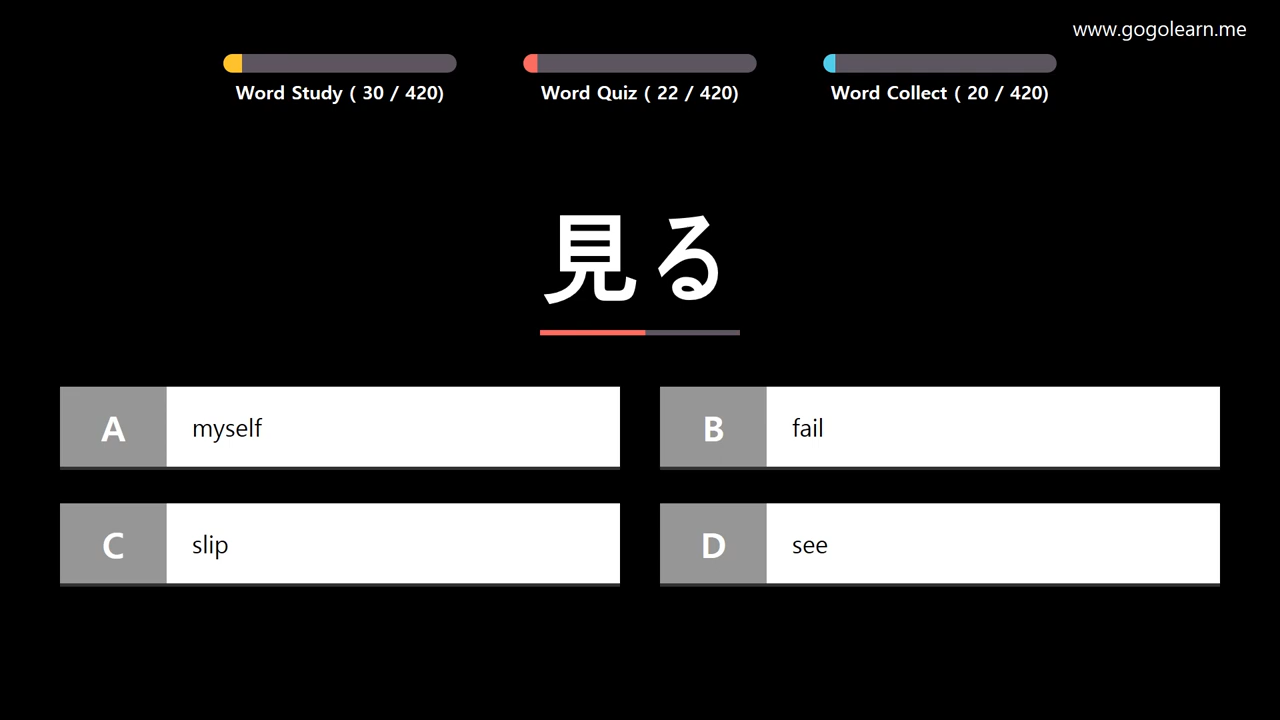 www.gogolearn.me
Word Study ( 30 / 420)
Word Quiz ( 22 / 420)
Word Collect ( 20 / 420)
見る
A myself
B fail
C slip
D see